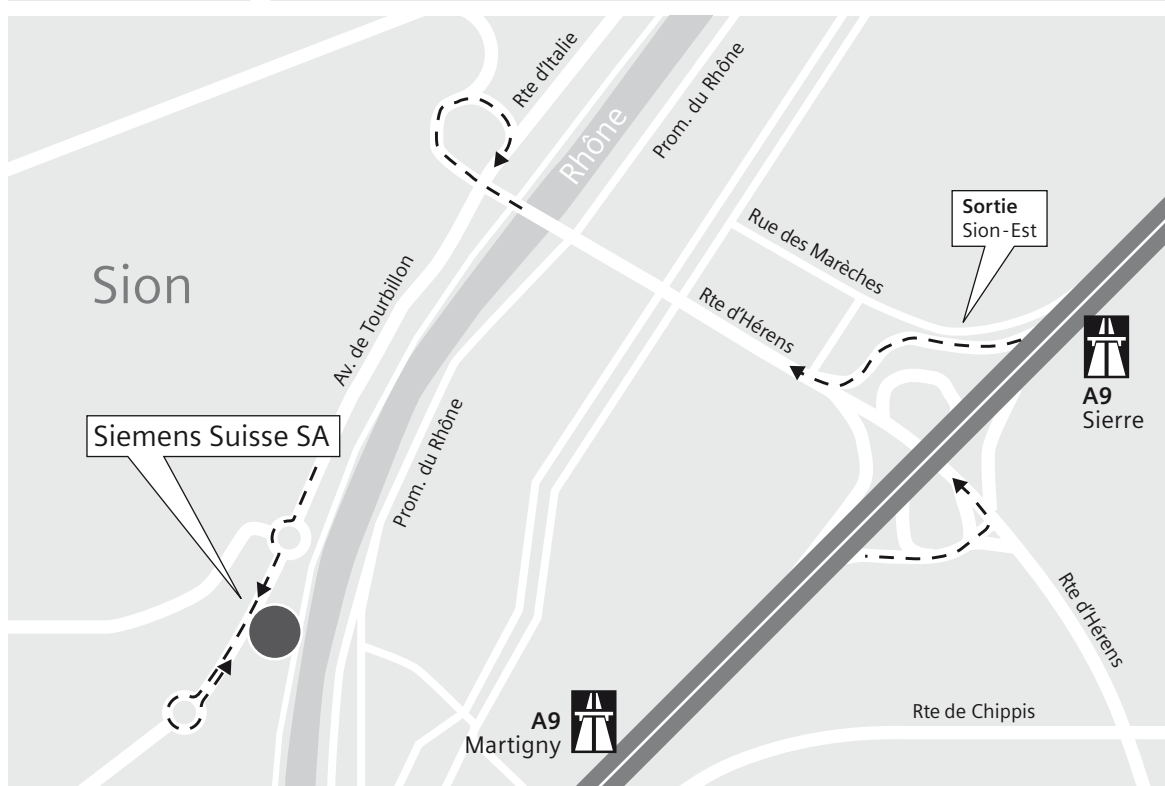 Rte d'Italie
Rhône
Prom. du Rhône
Sortie
Sion-Est
Rue des Marèches
Sion
Av. de Tourbillon
Rte d'Hérens
A9
Sierre
Siemens Suisse SA
Prom. du Rhône
Rte d'Hérens
A9
Martigny
Rte de Chippis